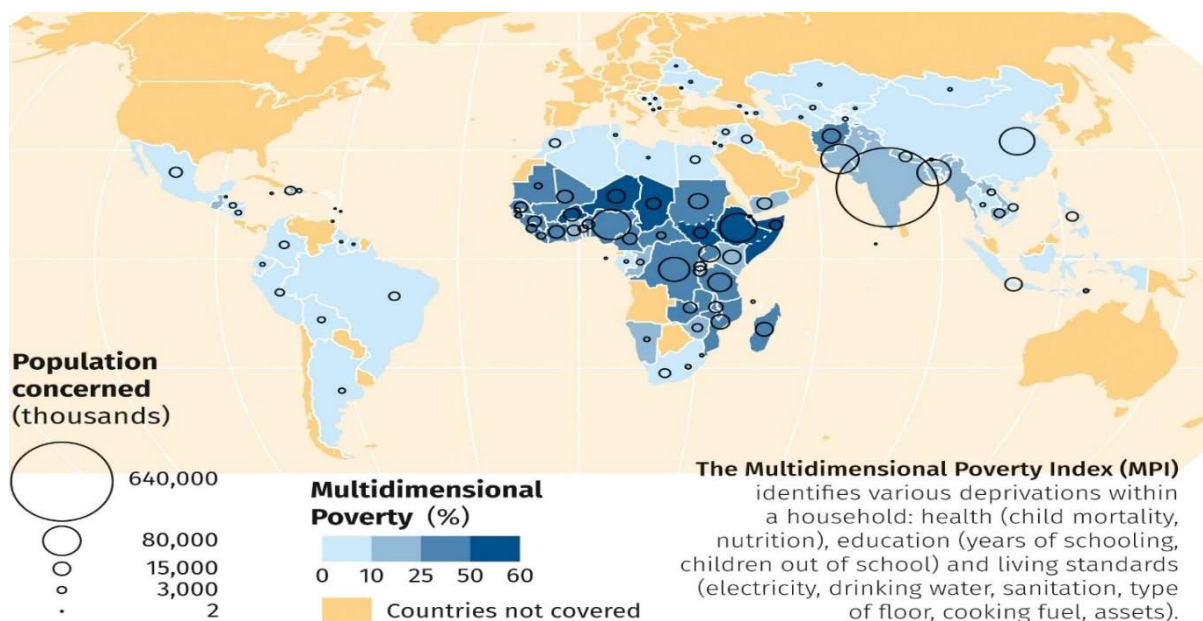 Population
concerned
(thousands)
640,000
80,000
15,000
3,000
2
Multidimensional
Poverty (%)
0 10 25 50 60
Countries not covered
The Multidimensional Poverty Index (MPI)
identifies various deprivations within
a household: health (child mortality,
nutrition), education (years of schooling,
children out of school) and living standards
(electricity, drinking water, sanitation, type
of floor, cooking fuel, assets).